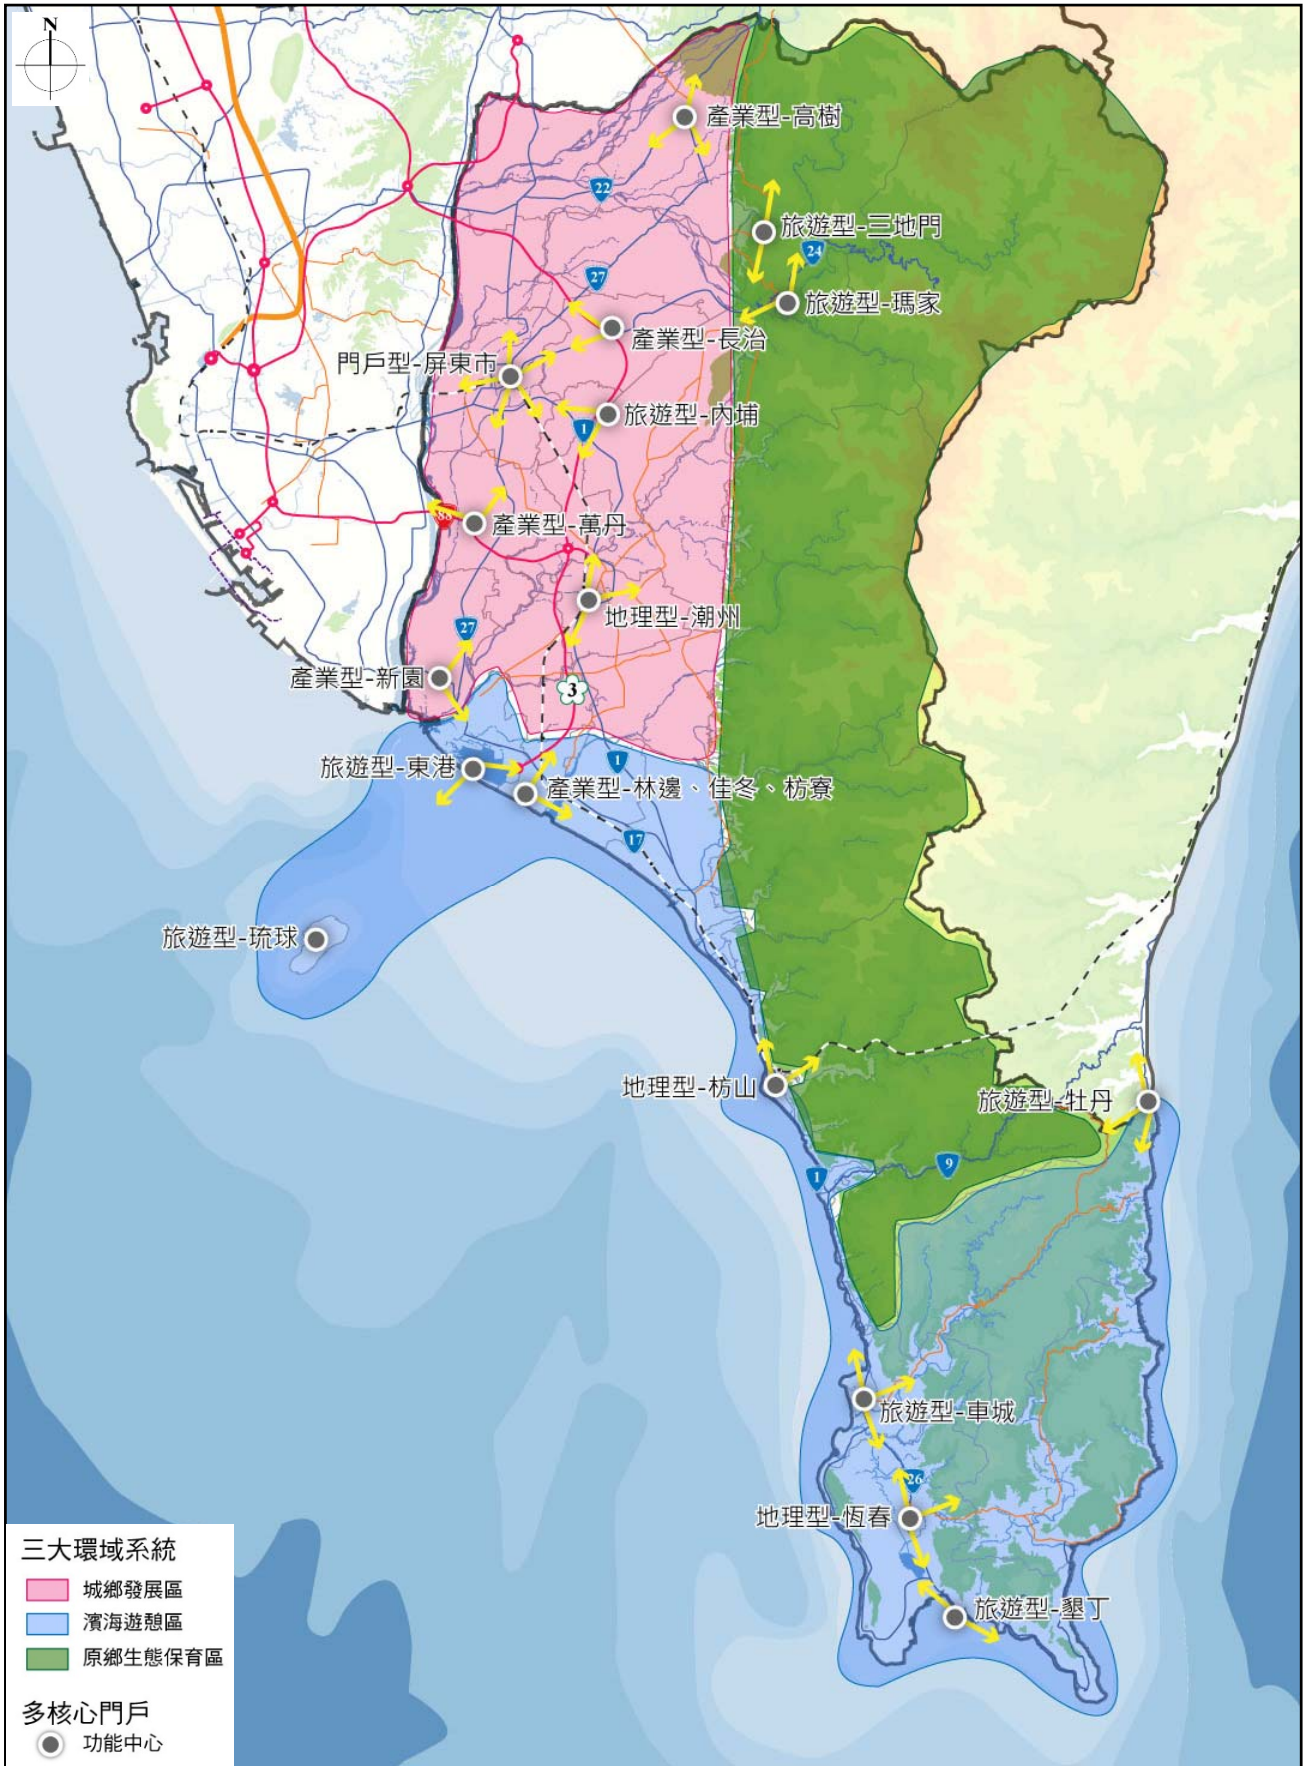 N
產業型-高樹
22
旅遊型-三地門
24
27
旅遊型-瑪家
產業型-長治
門戶型-屏東市
旅遊型-內埔
1
88
產業型-萬丹
地理型-潮州
27
產業型-新園
3
旅遊型-東港
1
產業型-林邊、佳冬、枋寮
17
旅遊型-琉球
地理型-枋山
旅遊型-牡丹
1
9
旅遊型-車城
26
地理型-恆春
旅遊型-墾丁
三大環域系統
城鄉發展區
濱海遊憩區
原鄉生態保育區
多核心門戶
功能中心